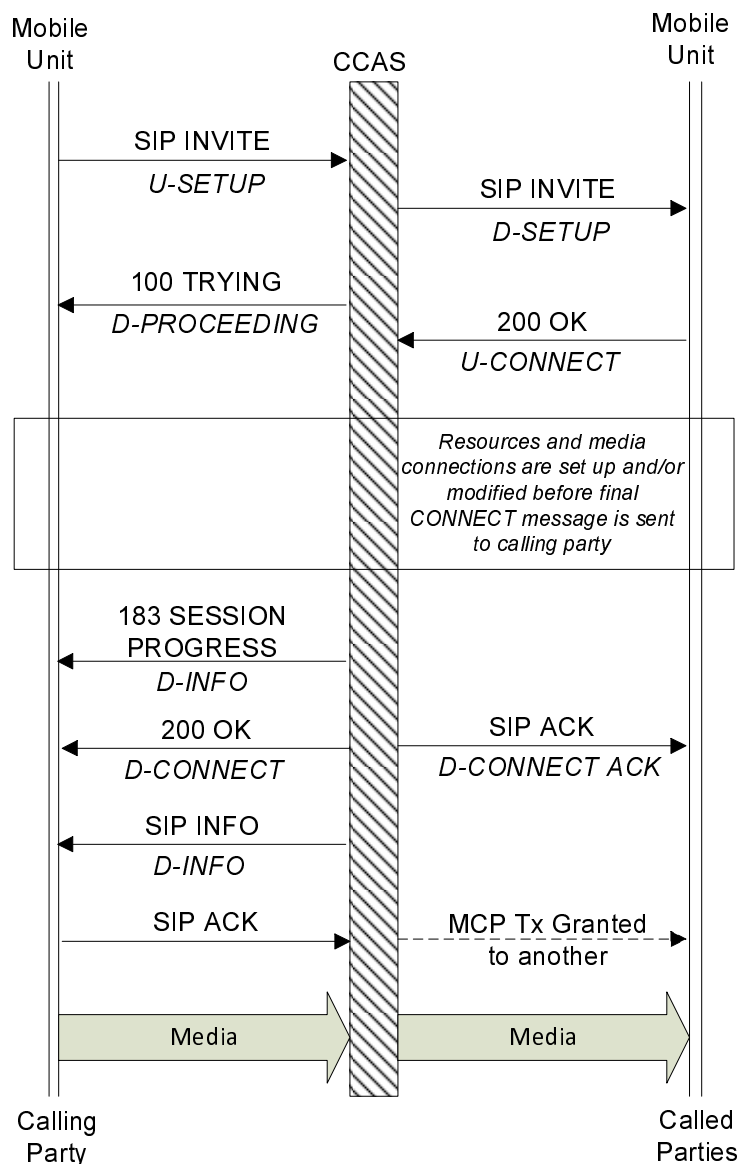 Mobile
Unit
CCAS
Mobile
Unit
SIP INVITE
U-SETUP
SIP INVITE
D-SETUP
100 TRYING
D-PROCEEDING
200 OK
U-CONNECT
Resources and media
connections are set up and/or
modified before final
CONNECT message is sent
to calling party
183 SESSION
PROGRESS
D-INFO
200 OK
D-CONNECT
SIP ACK
D-CONNECT ACK
SIP INFO
D-INFO
SIP ACK
MCP Tx Granted
to another
Media
Media
Calling
Party
Called
Parties